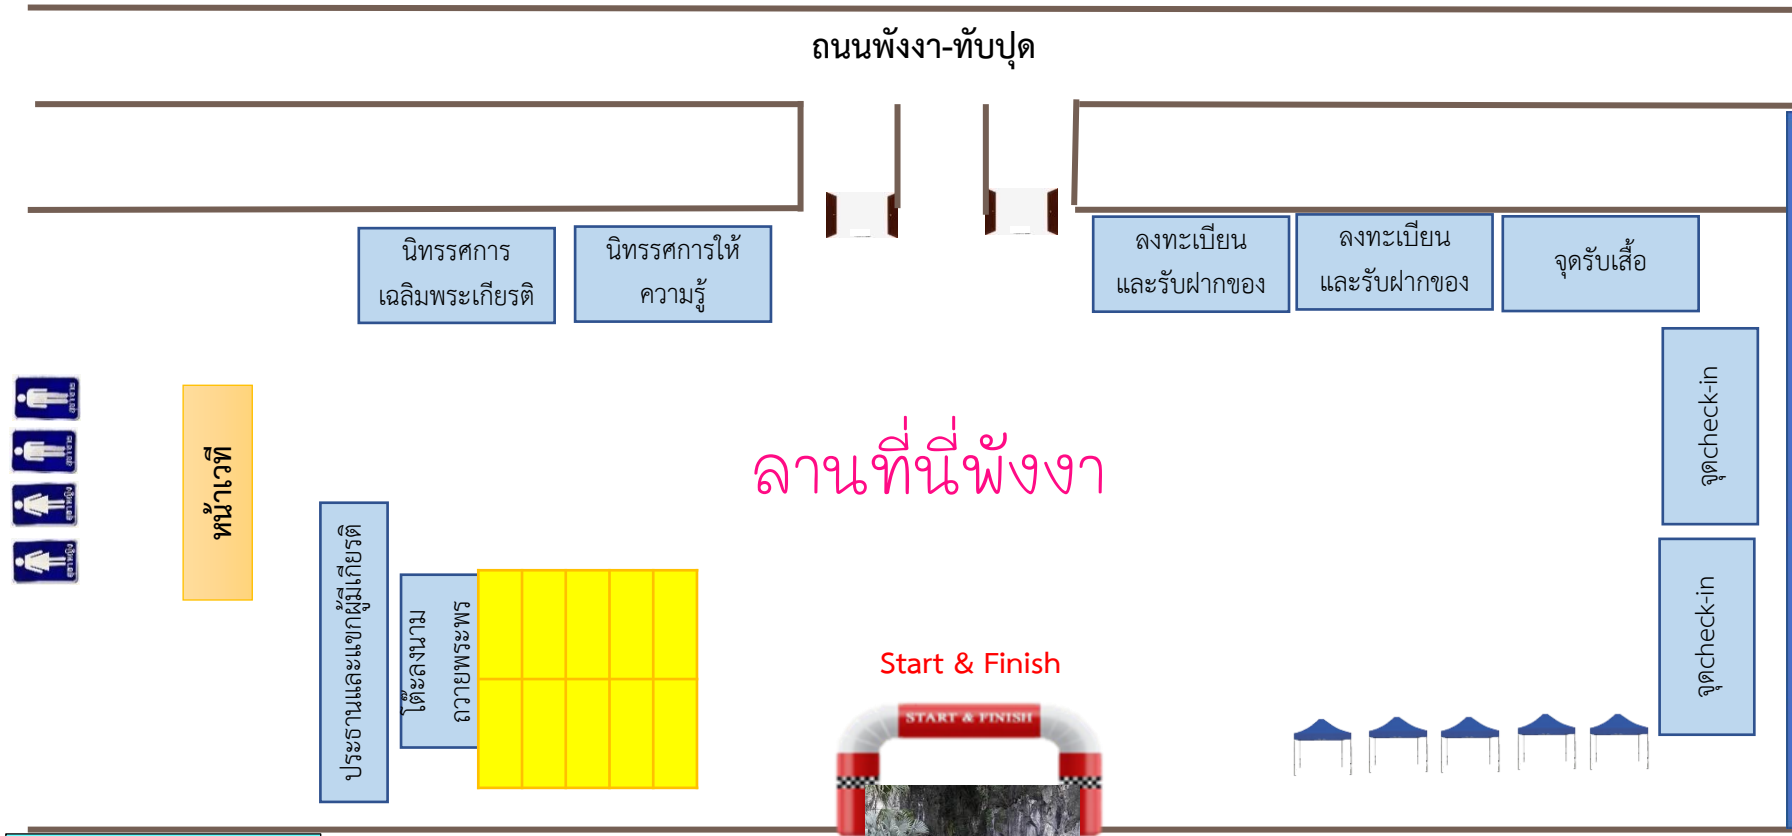 ถนนพังงา-ทับปุด
นิทรรศการ
เฉลิมพระเกียรติ
นิทรรศการให้
ความรู้
ลงทะเบียน
และรับฝากของ
ลงทะเบียน
และรับฝากของ
จุดรับเสื้อ
จุดcheck-in
จุดcheck-in
หน้าเวที
ลานที่นี่พังงา
ประธานและแขกผู้มีเกียรติ
โต๊ะลงนาม
ถวายพระพร
Start & Finish
START & FINISH